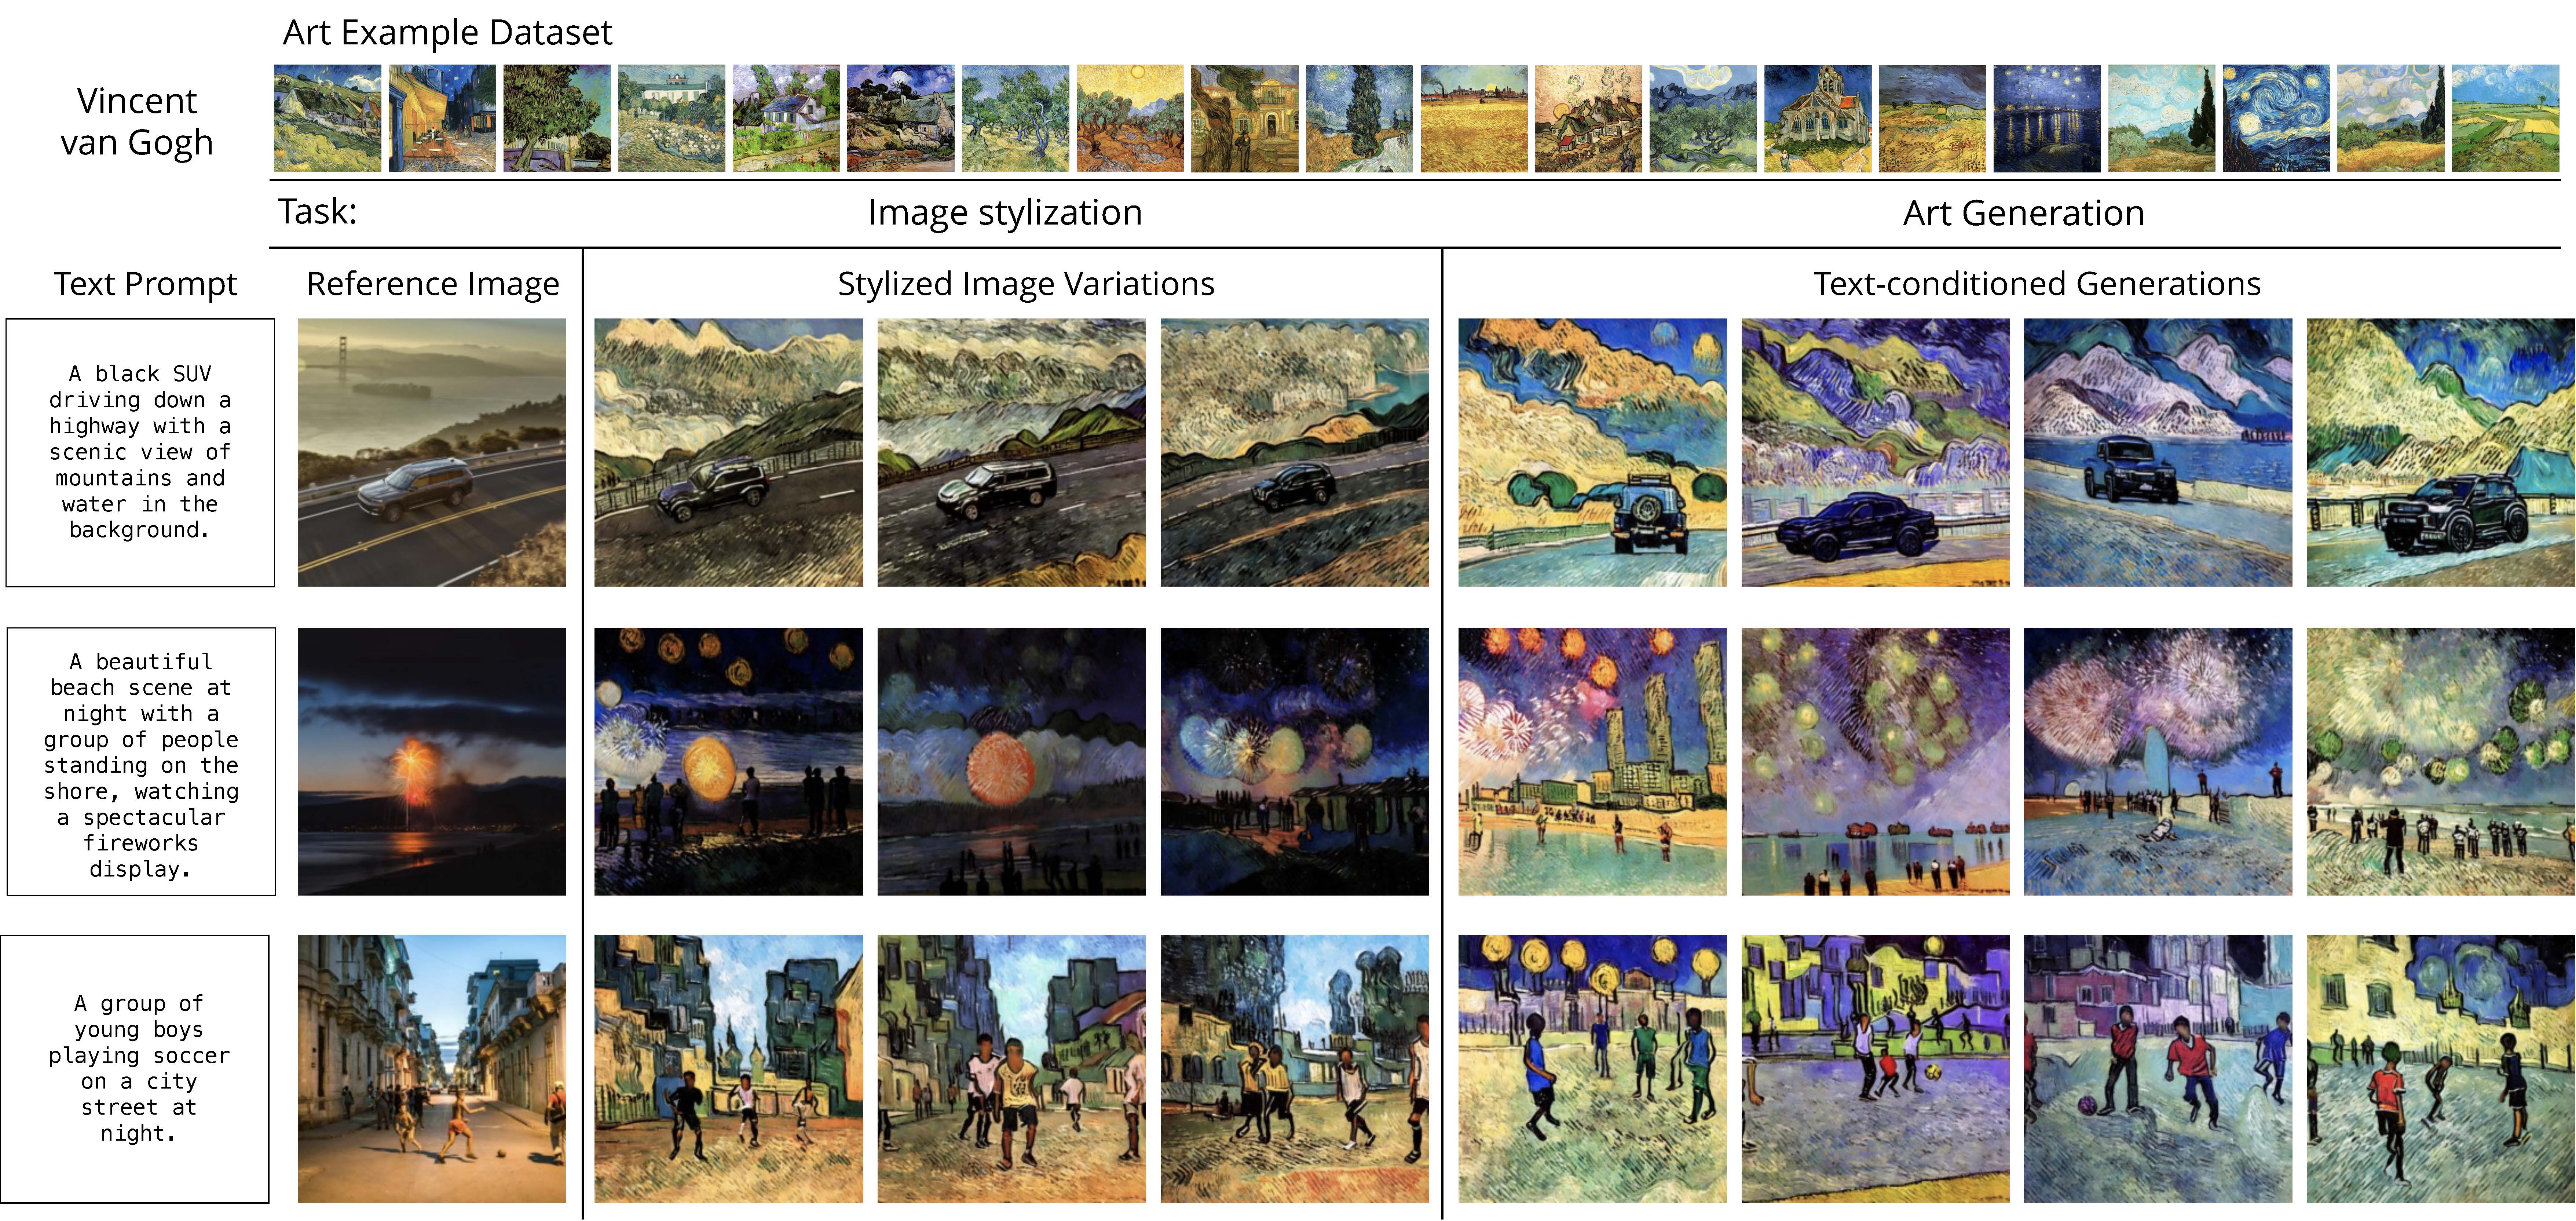 Art Example Dataset
Vincent
van Gogh
Task:
Image stylization
Art Generation
Text Prompt
Reference Image
Stylized Image Variations
Text-conditioned Generations
A black SUV
driving down a
highway with a
scenic view of
mountains and
water in the
background.
A beautiful
beach scene at
night with a
group of people
standing on the
shore, watching
a spectacular
fireworks
display.
A group of
young boys
playing soccer
on a city
street at
night.